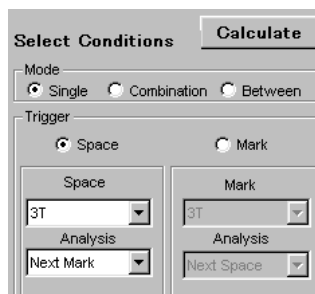 Select Conditions Calculate
Mode
Single Combination Between
Trigger
Space Mark
Space Mark
3T 3T
Analysis Analysis
Next Mark Next Space